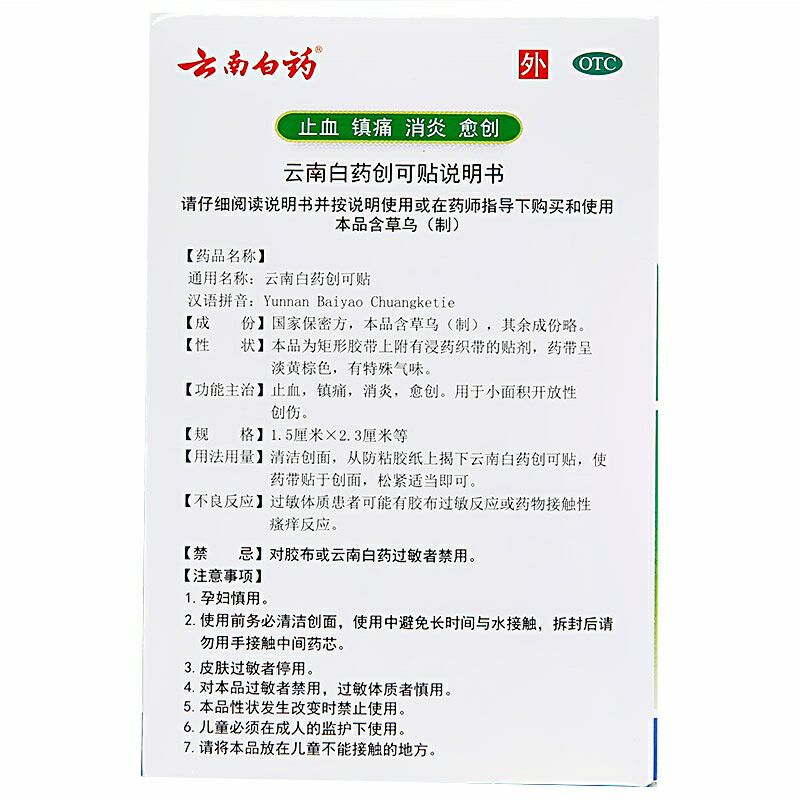 云南白药®
外
OTC
止血 镇痛 消炎 愈创
云南白药创可贴说明书
请仔细阅读说明书并按说明使用或在药师指导下购买和使用
本品含草乌（制）
【药品名称】
通用名称：云南白药创可贴
汉语拼音：Yunnan Baiyao Chuangketie
【成　份】国家保密方，本品含草乌（制），其余成份略。
【性　状】本品为矩形胶带上附有浸药织带的贴剂，药带呈
淡黄棕色，有特殊气味。
【功能主治】止血，镇痛，消炎，愈创。用于小面积开放性
创伤。
【规　格】1.5厘米×2.3厘米等
【用法用量】清洁创面，从防粘胶纸上揭下云南白药创可贴，使
药带贴于创面，松紧适当即可。
【不良反应】过敏体质患者可能有胶布过敏反应或药物接触性
瘙痒反应。
【禁　忌】对胶布或云南白药过敏者禁用。
【注意事项】
1.孕妇慎用。
2.使用前务必清洁创面，使用中避免长时间与水接触，拆封后请
勿用手接触中间药芯。
3.皮肤过敏者停用。
4.对本品过敏者禁用，过敏体质者慎用。
5.本品性状发生改变时禁止使用。
6.儿童必须在成人的监护下使用。
7.请将本品放在儿童不能接触的地方。